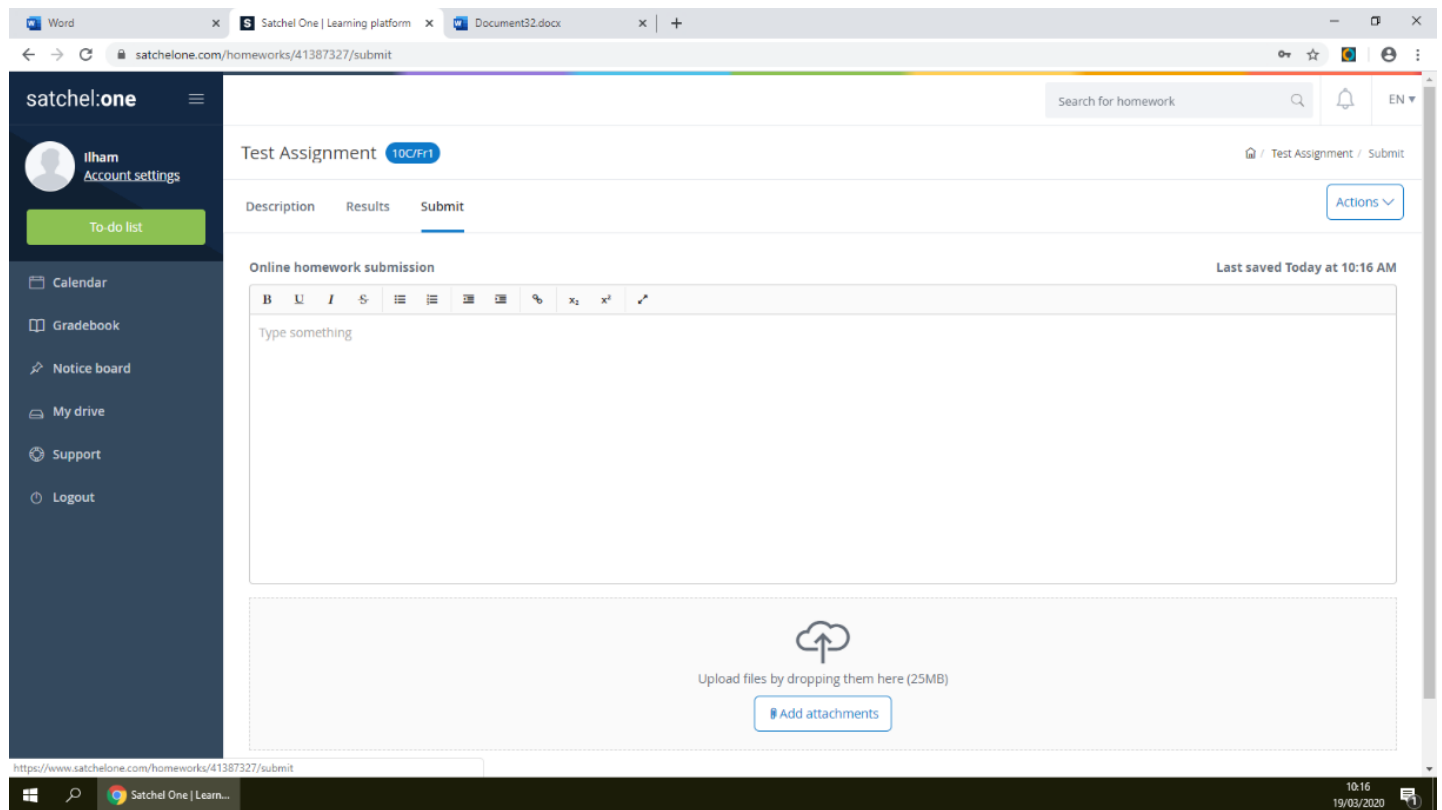 Word
Satchel One | Learning platform
Document32.docx
satchelone.com/homeworks/41387327/submit
satchel:one
Search for homework
EN
Ilham
Account settings
Test Assignment 10C/Fr1
/ Test Assignment / Submit
To-do list
Description Results Submit
Actions
Calendar
Gradebook
Notice board
My drive
Support
Logout
Online homework submission
Last saved Today at 10:16 AM
B U I S x₂ x²
Type something
Upload files by dropping them here (25MB)
Add attachments
https://www.satchelone.com/homeworks/41387327/submit
Satchel One | Learn...
10:16
19/03/2020
1